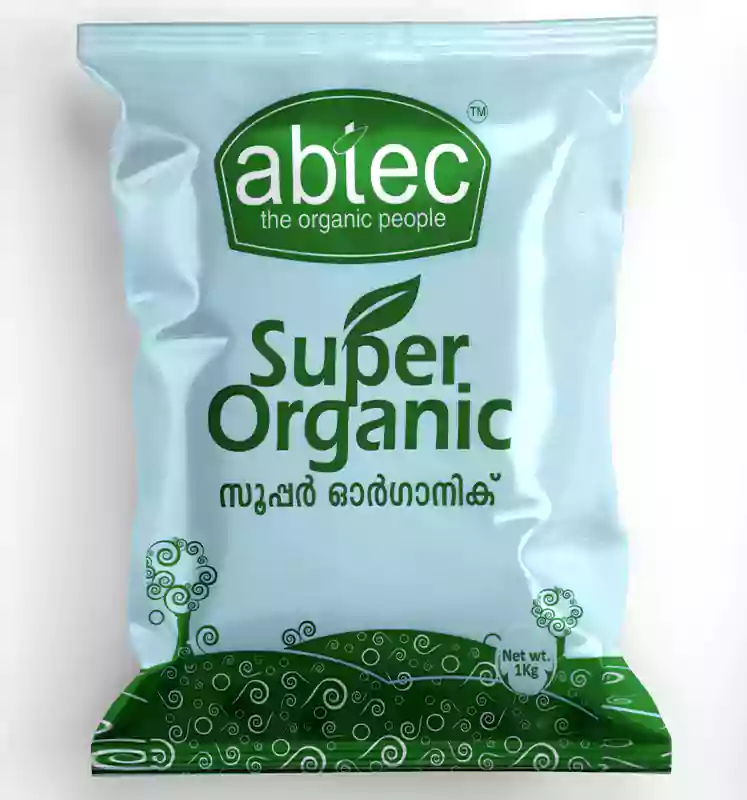 abtec
TM
the organic people
Super
Organic
സൂപ്പർ ഓർഗാനിക്
Net wt.
1Kg